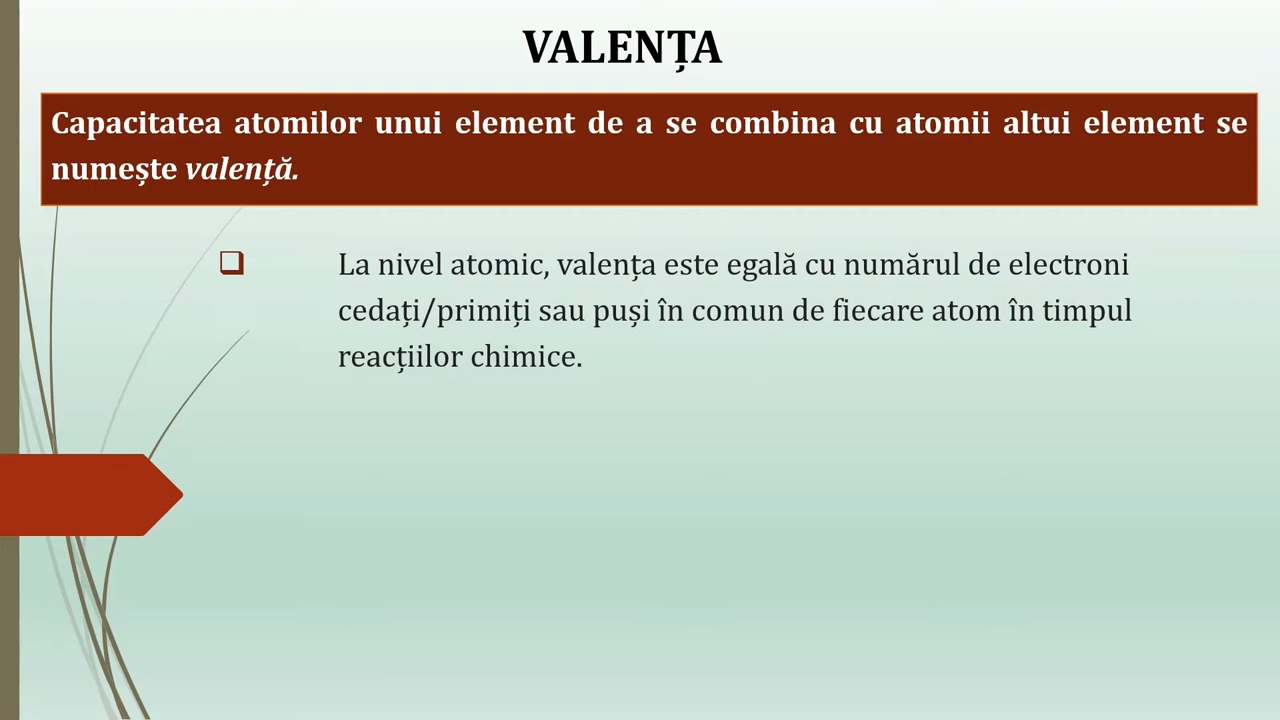 VALENȚA
Capacitatea atomilor unui element de a se combina cu atomii altui element se
numește valență.
La nivel atomic, valența este egală cu numărul de electroni
cedați/primiți sau puși în comun de fiecare atom în timpul
reacțiilor chimice.